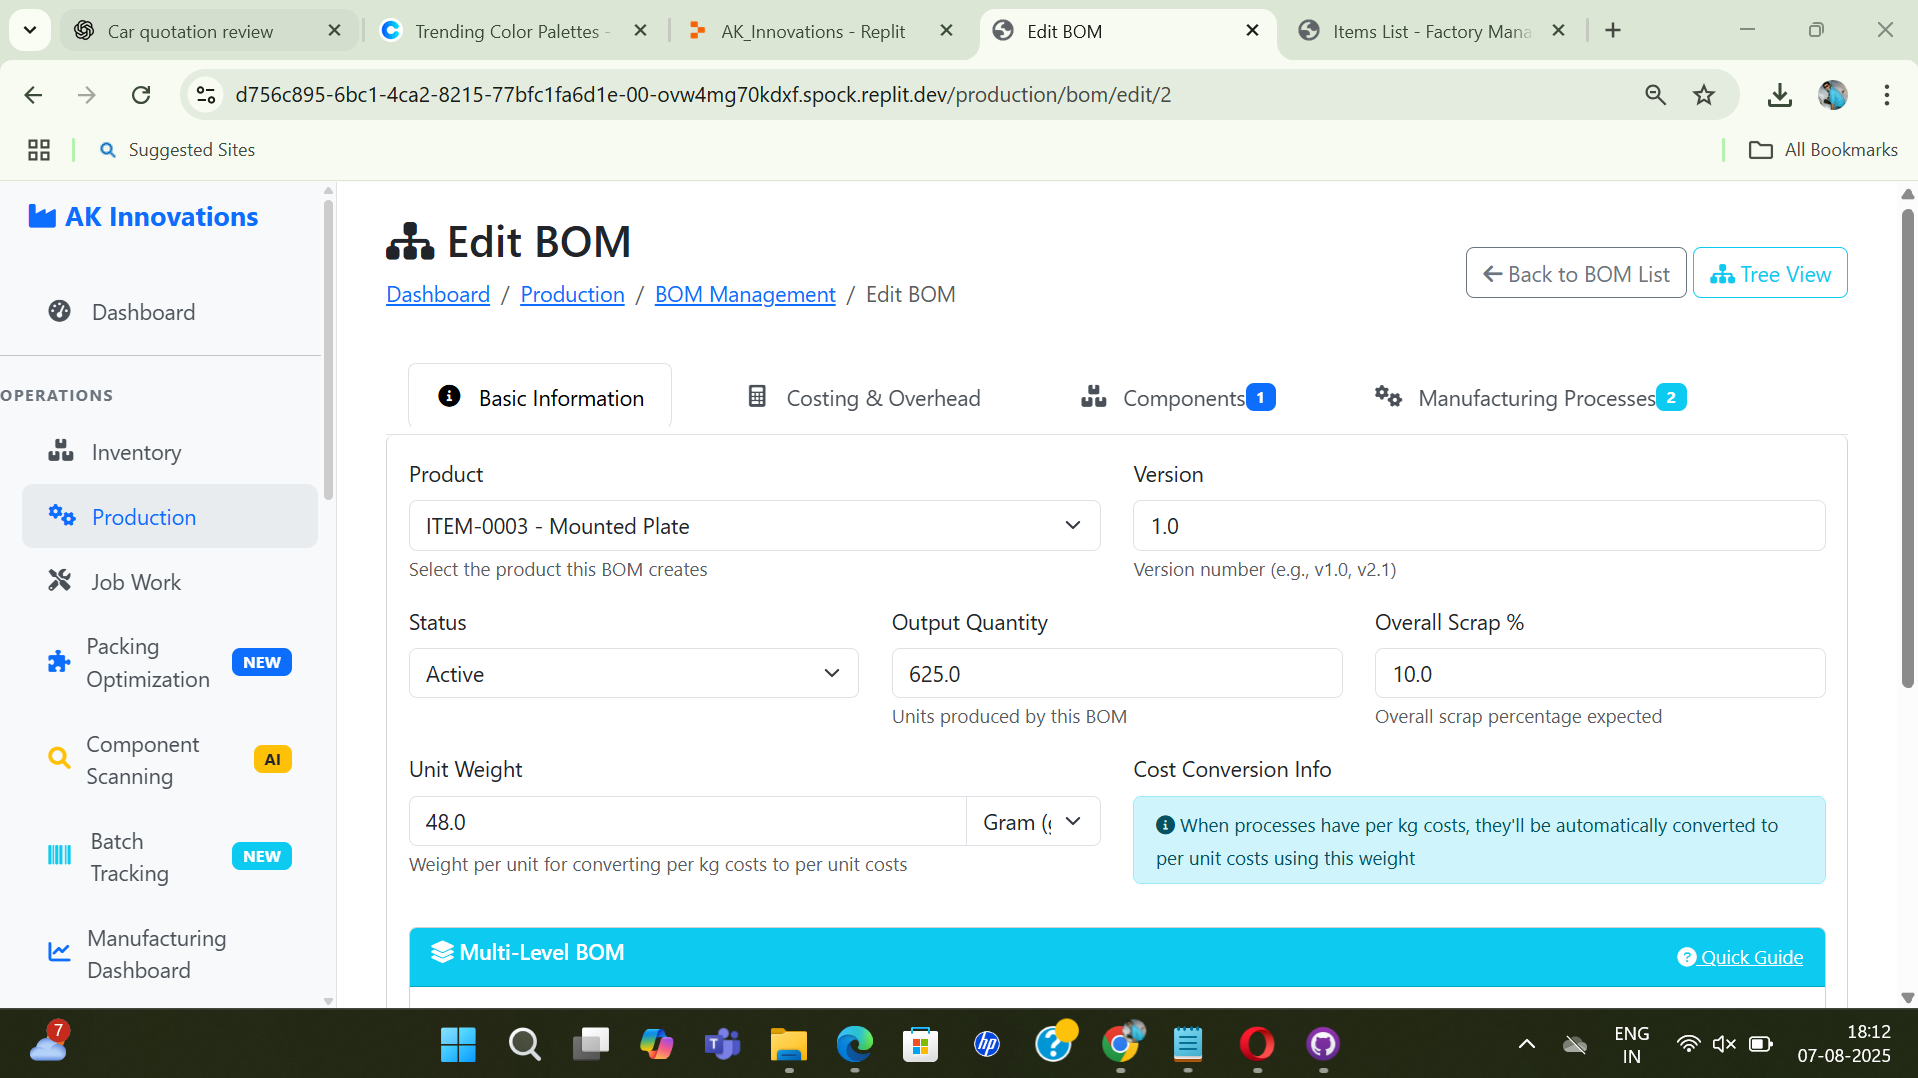 Car quotation review
Trending Color Palettes -
AK_Innovations - Replit
Edit BOM
Items List - Factory Mana
d756c895-6bc1-4ca2-8215-77bfc1fa6d1e-00-ovw4mg70kdxf.spock.replit.dev/production/bom/edit/2
Suggested Sites
All Bookmarks
AK Innovations
Dashboard
OPERATIONS
Inventory
Production
Job Work
Packing
Optimization
NEW
Component
Scanning
AI
Batch
Tracking
NEW
Manufacturing
Dashboard
Edit BOM
Dashboard / Production / BOM Management / Edit BOM
Back to BOM List
Tree View
Basic Information
Costing & Overhead
Components 1
Manufacturing Processes 2
Product
ITEM-0003 - Mounted Plate
Select the product this BOM creates
Version
1.0
Version number (e.g., v1.0, v2.1)
Status
Active
Output Quantity
625.0
Units produced by this BOM
Overall Scrap %
10.0
Overall scrap percentage expected
Unit Weight
48.0
Gram (g
Weight per unit for converting per kg costs to per unit costs
Cost Conversion Info
When processes have per kg costs, they'll be automatically converted to
per unit costs using this weight
Multi-Level BOM
Quick Guide
7
ENG
IN
18:12
07-08-2025